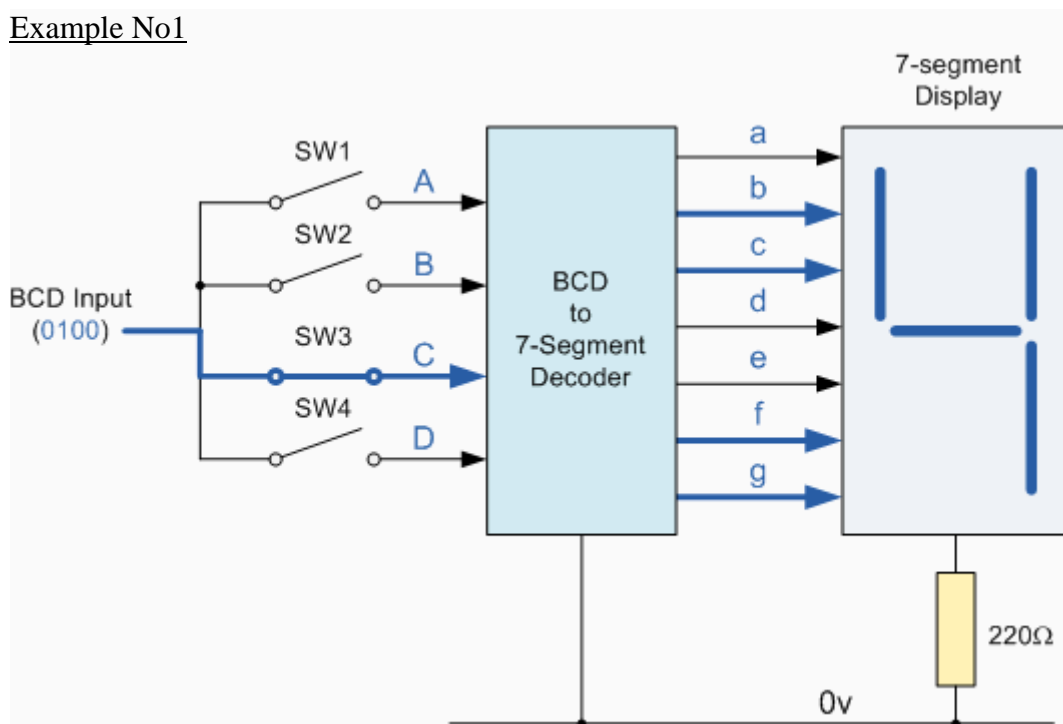 Example No1
7-segment
Display
SW1
A
SW2
B
BCD Input
(0100)
SW3
C
SW4
D
BCD
to
7-Segment
Decoder
a
b
c
d
e
f
g
220Ω
0v